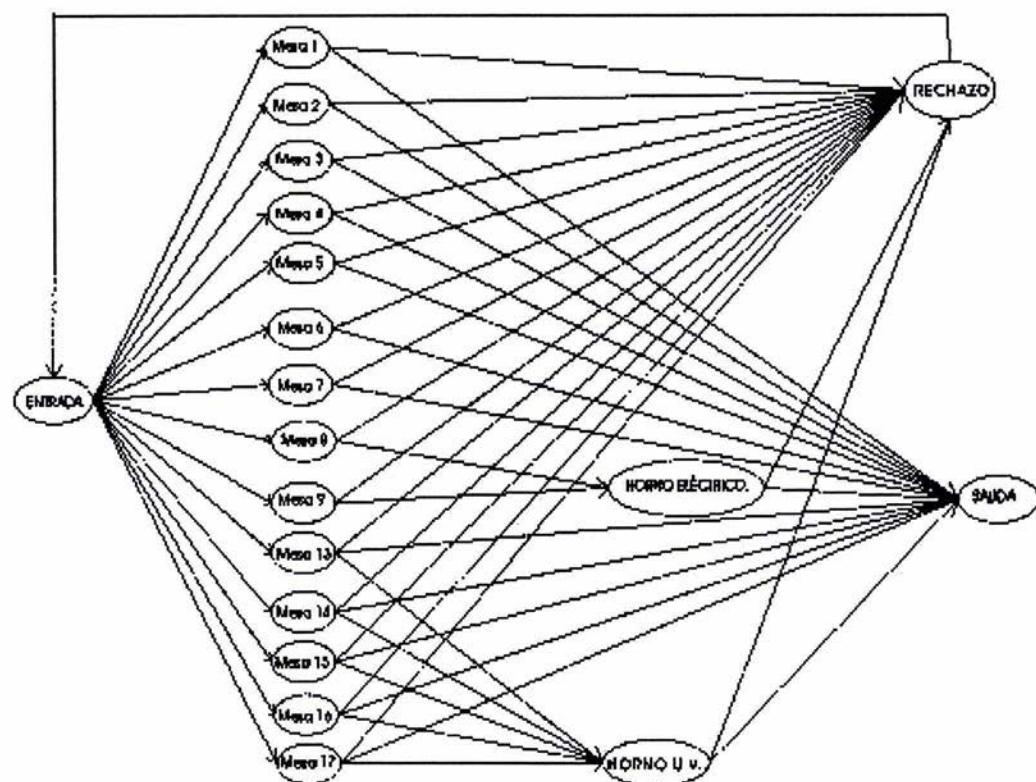 Mesa 1
Mesa 2
Mesa 3
Mesa 4
Mesa 5
Mesa 6
Mesa 7
Mesa 8
Mesa 9
Mesa 13
Mesa 14
Mesa 15
Mesa 16
Mesa 17
ENTRADA
RECHAZO
HORNO ELÉCTRICO.
SALIDA
HORNO U V.